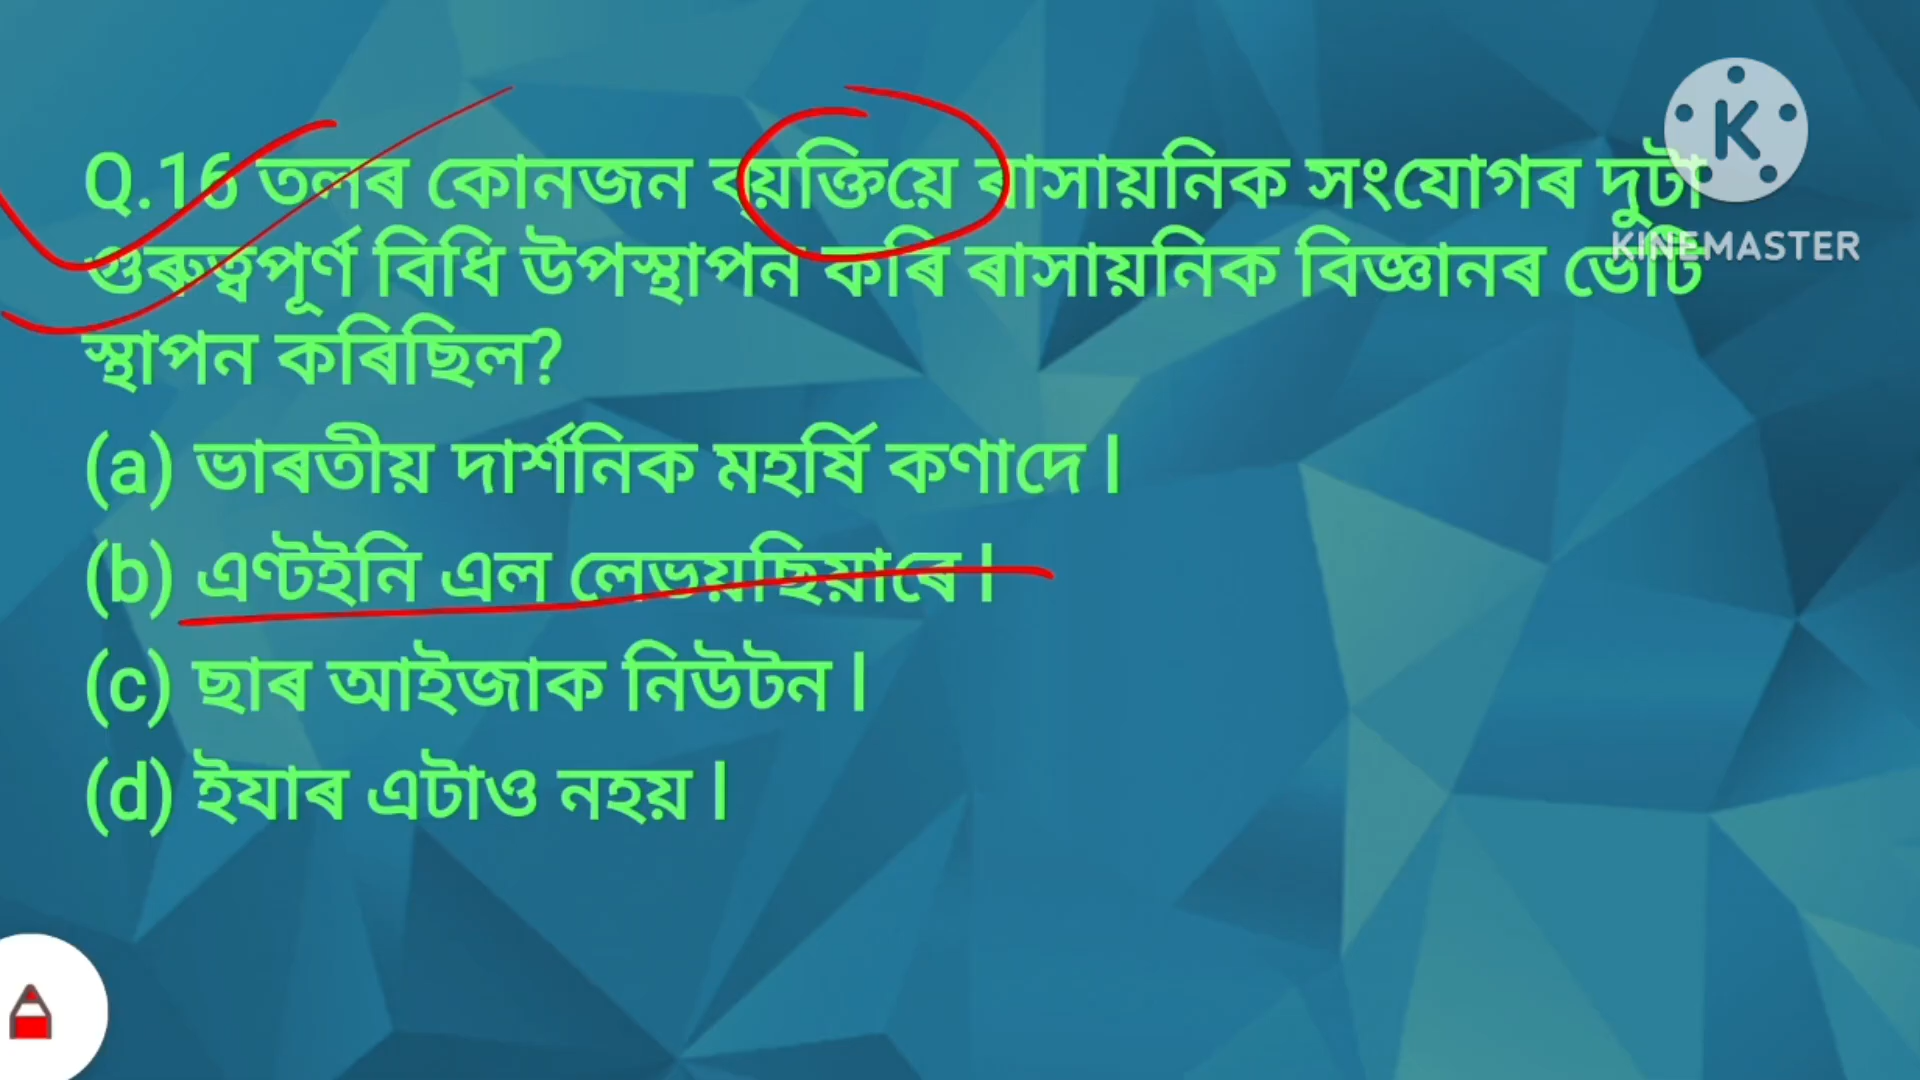 Q.16 তলৰ কোনজন ব্য়ক্তিয়ে ৰাসায়নিক সংযোগৰ দুটা
গুৰুত্বপূৰ্ণ বিধি উপস্থাপন কৰি ৰাসায়নিক বিজ্ঞানৰ ভেটি
স্থাপন কৰিছিল?
(a) ভাৰতীয় দাৰ্শনিক মহৰ্ষি কণাদে l
(b) এণ্টইনি এল লেভয়ছিয়াৰে l
(c) ছাৰ আইজাক নিউটন l
(d) ইযাৰ এটাও নহয় l
K
KINEMASTER